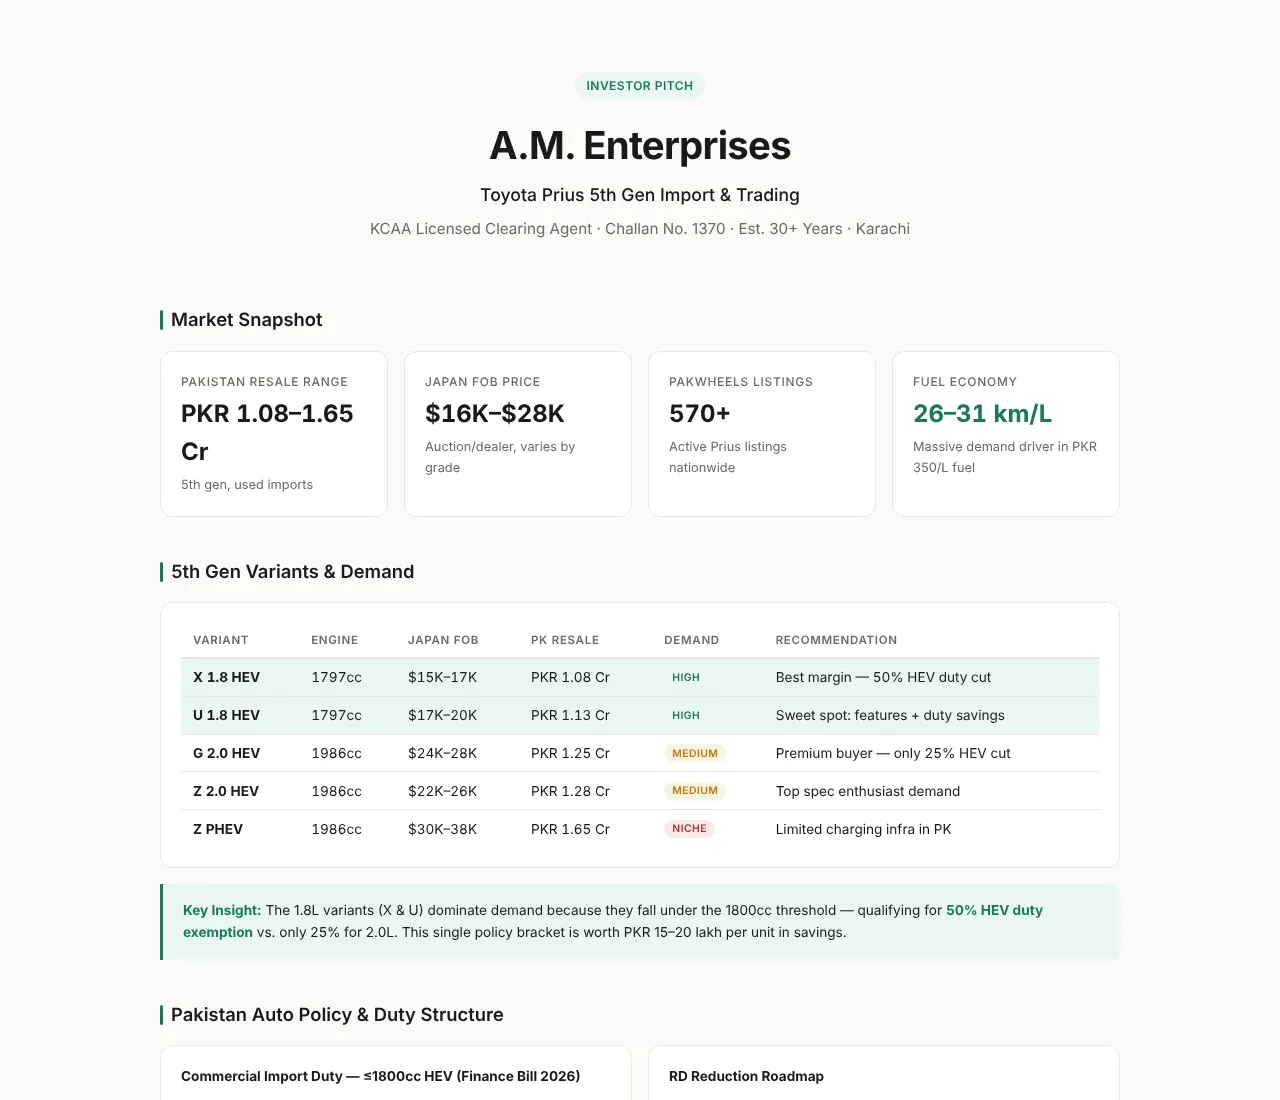 INVESTOR PITCH
A.M. Enterprises
Toyota Prius 5th Gen Import & Trading
KCAA Licensed Clearing Agent · Challan No. 1370 · Est. 30+ Years · Karachi
Market Snapshot
PAKISTAN RESALE RANGE
PKR 1.08–1.65
Cr
5th gen, used imports
JAPAN FOB PRICE
$16K–$28K
Auction/dealer, varies by
grade
PAKWHEELS LISTINGS
570+
Active Prius listings
nationwide
FUEL ECONOMY
26–31 km/L
Massive demand driver in PKR
350/L fuel
5th Gen Variants & Demand
VARIANT ENGINE JAPAN FOB PK RESALE DEMAND RECOMMENDATION
X 1.8 HEV 1797cc $15K–17K PKR 1.08 Cr HIGH Best margin — 50% HEV duty cut
U 1.8 HEV 1797cc $17K–20K PKR 1.13 Cr HIGH Sweet spot: features + duty savings
G 2.0 HEV 1986cc $24K–28K PKR 1.25 Cr MEDIUM Premium buyer — only 25% HEV cut
Z 2.0 HEV 1986cc $22K–26K PKR 1.28 Cr MEDIUM Top spec enthusiast demand
Z PHEV 1986cc $30K–38K PKR 1.65 Cr NICHE Limited charging infra in PK
Key Insight: The 1.8L variants (X & U) dominate demand because they fall under the 1800cc threshold — qualifying for 50% HEV duty
exemption vs. only 25% for 2.0L. This single policy bracket is worth PKR 15–20 lakh per unit in savings.
Pakistan Auto Policy & Duty Structure
Commercial Import Duty — ≤1800cc HEV (Finance Bill 2026)
RD Reduction Roadmap